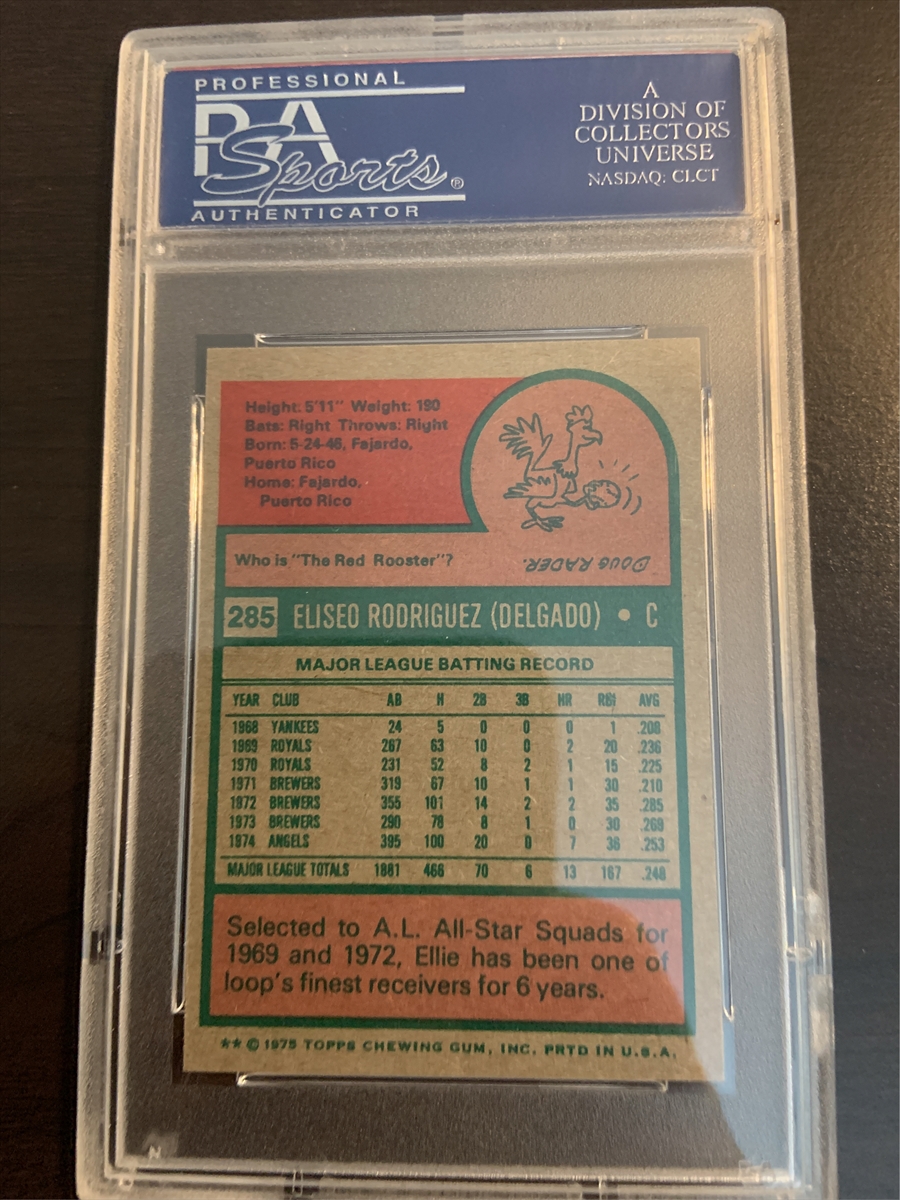 PROFESSIONAL
PSA
Sports®
AUTHENTICATOR
A
DIVISION OF
COLLECTORS
UNIVERSE
NASDAQ: CLCT
Height: 5'11" Weight: 190
Bats: Right Throws: Right
Born: 5-24-46, Fajardo,
Puerto Rico
Home: Fajardo,
Puerto Rico
Who is "The Red Rooster"?
DOUG RADER.
285 ELISEO RODRIGUEZ (DELGADO) • C
MAJOR LEAGUE BATTING RECORD
YEAR CLUB AB H 2B 3B HR RBI AVG
1968 YANKEES 24 5 0 0 0 1 .208
1969 ROYALS 267 63 10 0 2 20 .236
1970 ROYALS 231 52 8 2 1 15 .225
1971 BREWERS 319 67 10 1 1 30 .210
1972 BREWERS 355 101 14 2 2 35 .285
1973 BREWERS 290 78 8 1 0 30 .269
1974 ANGELS 395 100 20 0 7 36 .253
MAJOR LEAGUE TOTALS 1881 466 70 6 13 167 .248
Selected to A.L. All-Star Squads for
1969 and 1972, Ellie has been one of
loop's finest receivers for 6 years.
** © 1975 TOPPS CHEWING GUM, INC. PRTD IN U.S.A.